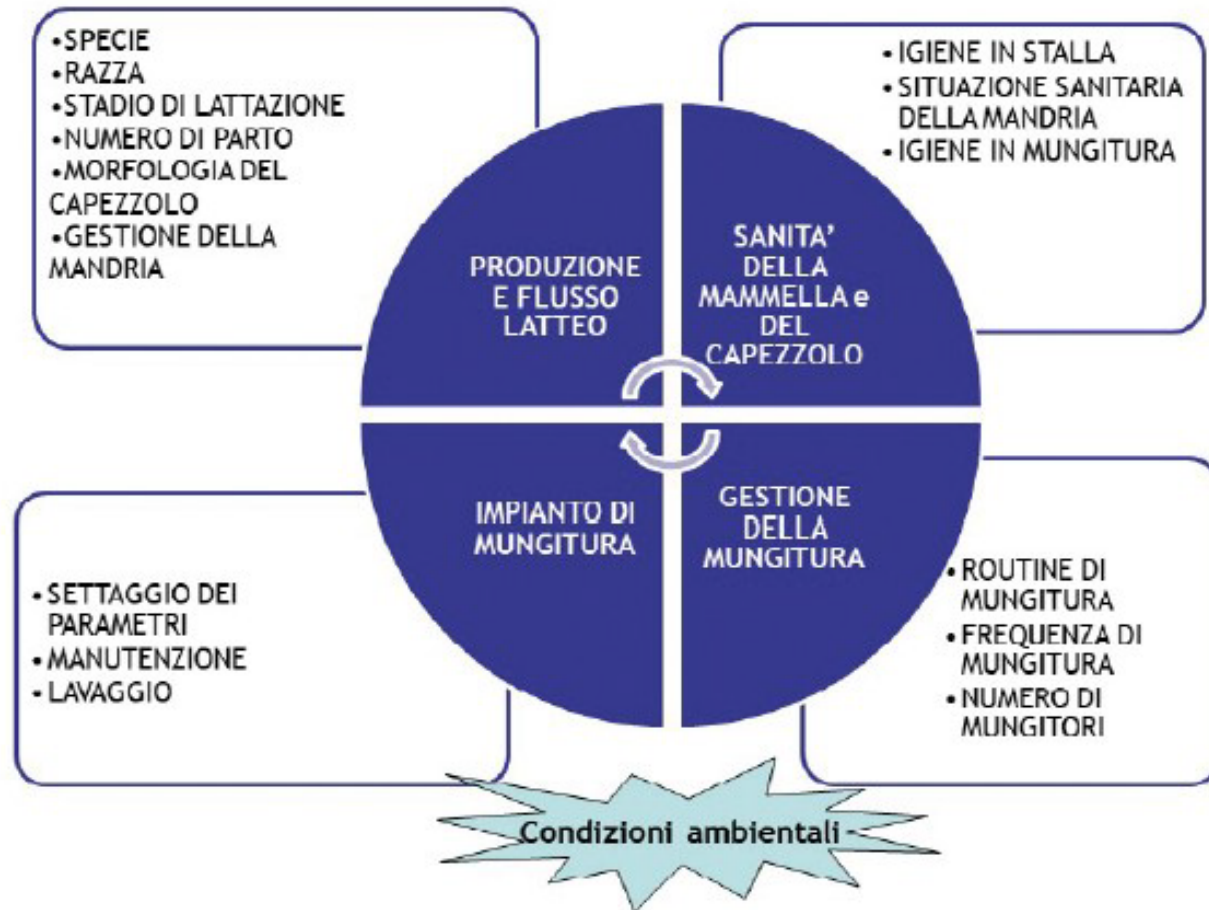 •SPECIE
•RAZZA
•STADIO DI LATTAZIONE
•NUMERO DI PARTO
•MORFOLOGIA DEL
CAPEZZOLO
•GESTIONE DELLA
MANDRIA
•IGIENE IN STALLA
•SITUAZIONE SANITARIA
DELLA MANDRIA
•IGIENE IN MUNGITURA
PRODUZIONE
E FLUSSO
LATTEO
SANITA’
DELLA
MAMMELLA e
DEL
CAPEZZOLO
IMPIANTO DI
MUNGITURA
GESTIONE
DELLA
MUNGITURA
•SETTAGGIO DEI
PARAMETRI
•MANUTENZIONE
•LAVAGGIO
•ROUTINE DI
MUNGITURA
•FREQUENZA DI
MUNGITURA
•NUMERO DI
MUNGITORI
Condizioni ambientali -